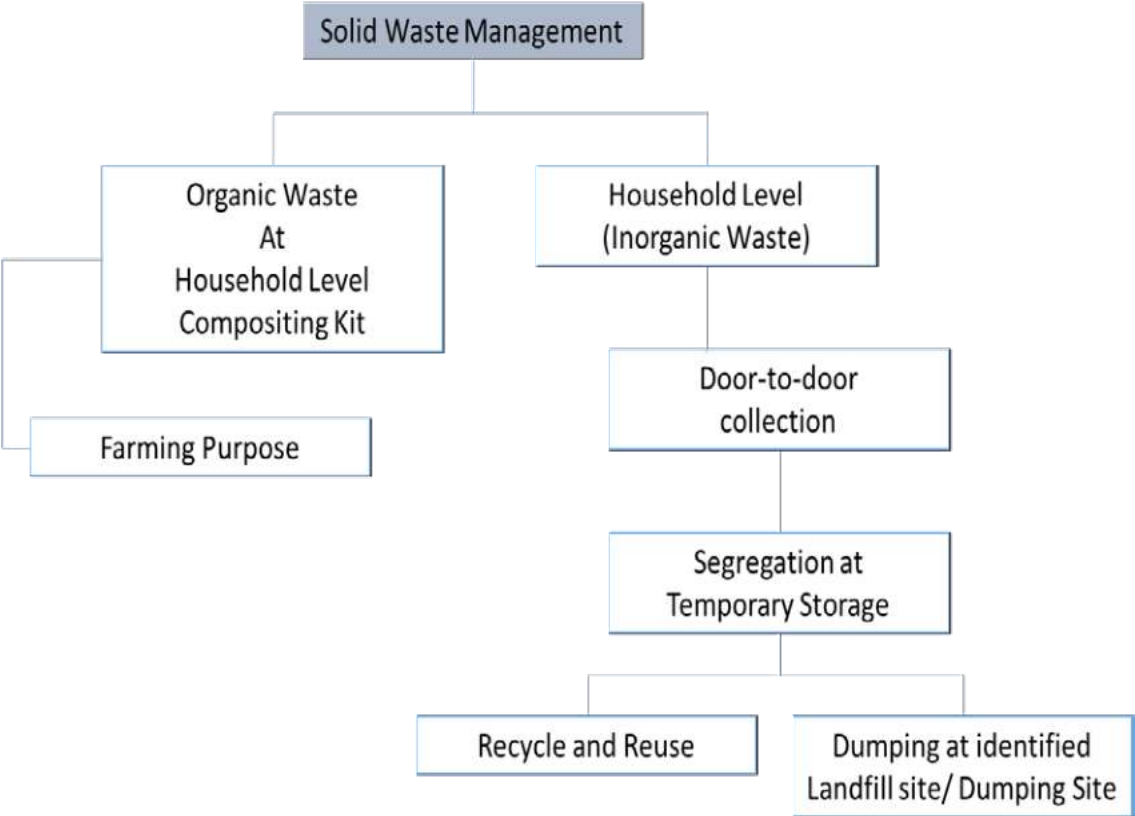 Solid Waste Management
Organic Waste
At
Household Level
Compositing Kit
Farming Purpose
Household Level
(Inorganic Waste)
Door-to-door
collection
Segregation at
Temporary Storage
Recycle and Reuse
Dumping at identified
Landfill site/ Dumping Site